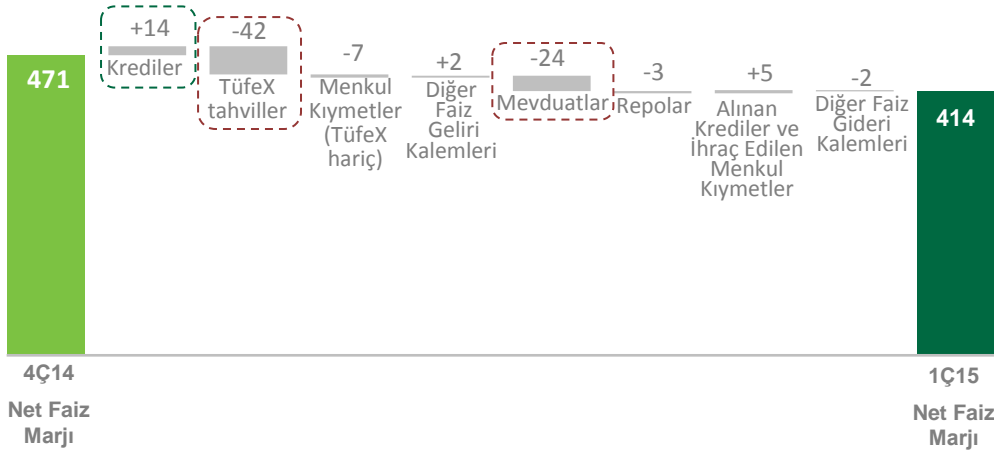 471
+14
Krediler
-42
TüfeX
tahviller
-7
Menkul
Kıymetler
(TüfeX
hariç)
+2
Diğer
Faiz
Geliri
Kalemleri
-24
Mevduatlar
-3
Repolar
+5
Alınan
Krediler ve
İhraç Edilen
Menkul
Kıymetler
-2
Diğer Faiz
Gideri
Kalemleri
414
4Ç14
Net Faiz
Marjı
1Ç15
Net Faiz
Marjı